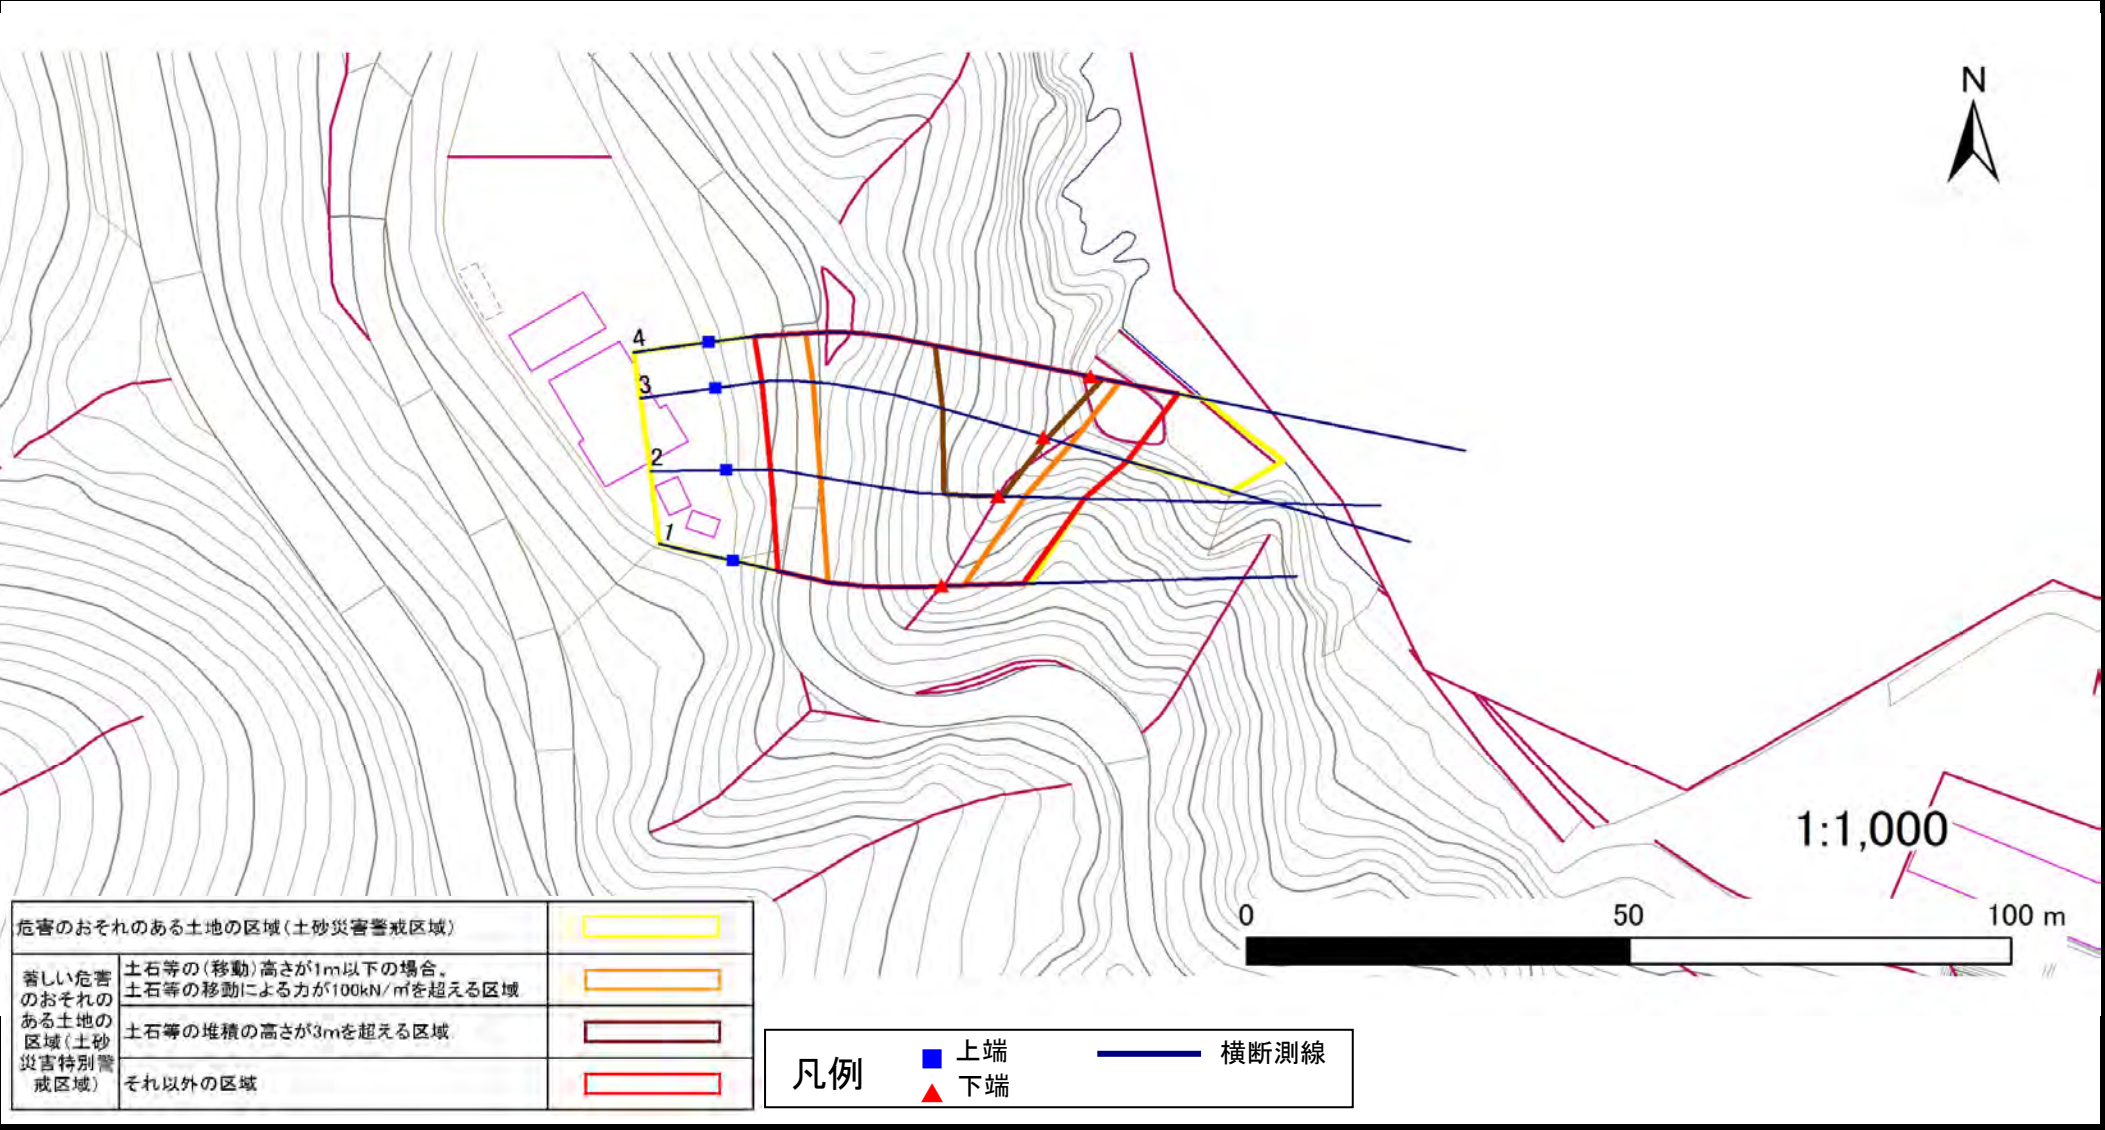 N
4
3
2
1
1:1,000
0 50 100 m
危害のおそれのある土地の区域(土砂災害警戒区域)
著しい危害
のおそれの
ある土地の
区域(土砂
災害特別警
戒区域)
土石等の(移動)高さが1m以下の場合、
土石等の移動による力が100kN/㎡を超える区域
土石等の堆積の高さが3mを超える区域
それ以外の区域
凡例
上端
下端
横断測線